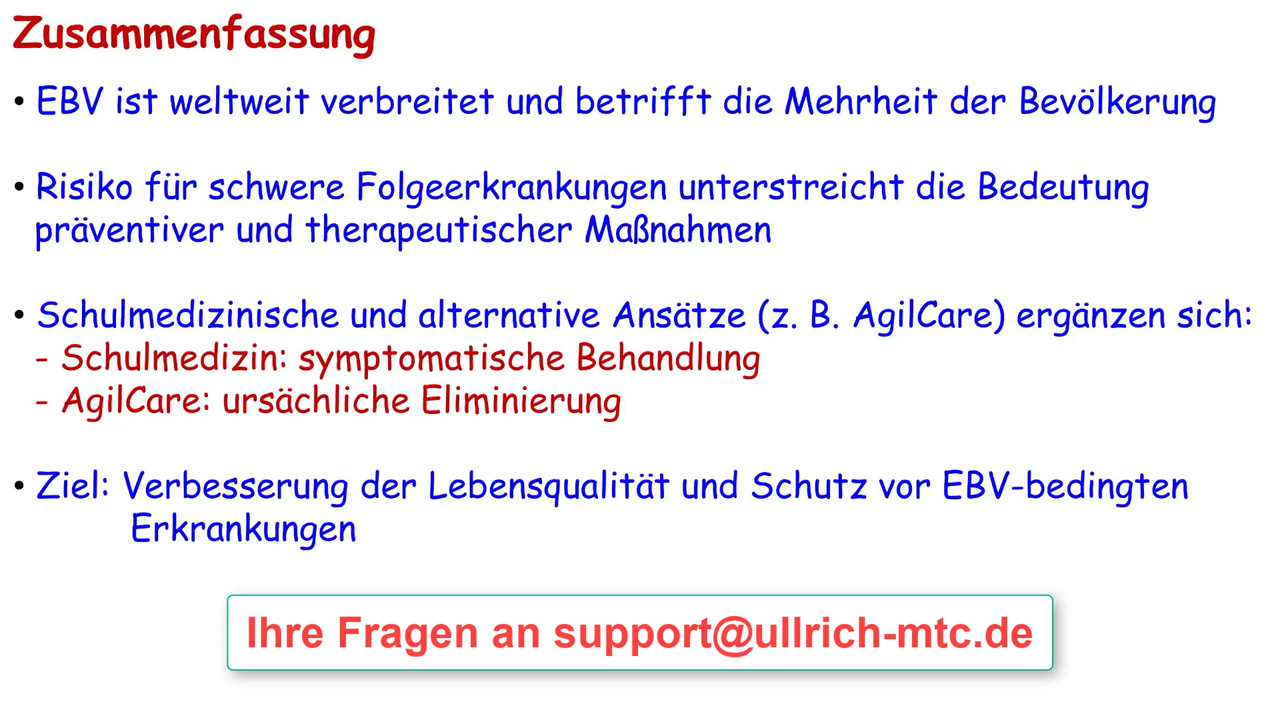 Zusammenfassung
• EBV ist weltweit verbreitet und betrifft die Mehrheit der Bevölkerung
• Risiko für schwere Folgeerkrankungen unterstreicht die Bedeutung
präventiver und therapeutischer Maßnahmen
• Schulmedizinische und alternative Ansätze (z. B. AgilCare) ergänzen sich:
- Schulmedizin: symptomatische Behandlung
- AgilCare: ursächliche Eliminierung
• Ziel: Verbesserung der Lebensqualität und Schutz vor EBV-bedingten
Erkrankungen
Ihre Fragen an support@ullrich-mtc.de